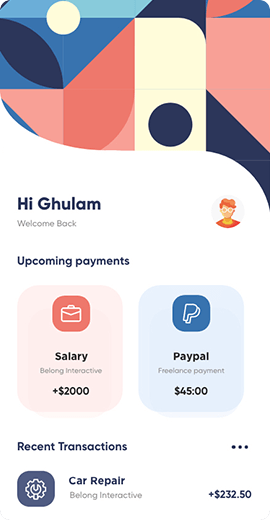 Hi Ghulam
Welcome Back
Upcoming payments
Salary
Belong Interactive
+$2000
Paypal
Freelance payment
$45:00
Recent Transactions
Car Repair
Belong Interactive
+$232.50